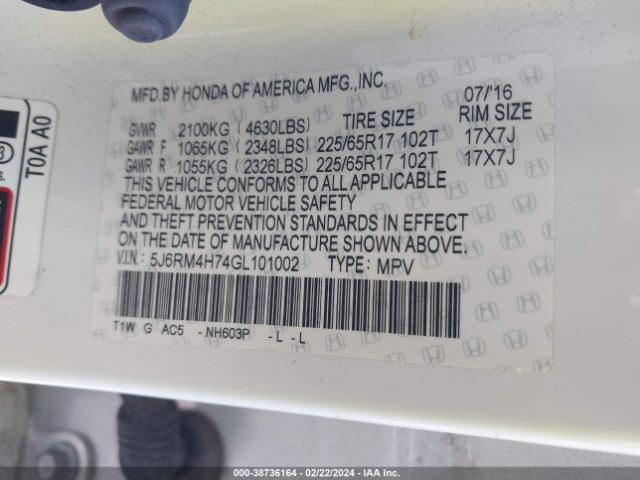 MFD.BY HONDA OF AMERICA MFG.,INC. 07/'16
TIRE SIZE RIM SIZE
GVWR 2100KG (4630LBS)
GAWR F 1065KG (2348LBS) 225/65R17 102T 17X7J
GAWR R 1055KG (2326LBS) 225/65R17 102T 17X7J
THIS VEHICLE CONFORMS TO ALL APPLICABLE
FEDERAL MOTOR VEHICLE SAFETY
AND THEFT PREVENTION STANDARDS IN EFFECT
ON THE DATE OF MANUFACTURE SHOWN ABOVE.
V.I.N.: 5J6RM4H74GL101002 TYPE: MPV
T1W G AC5 -NH603P -L -L
T0A A0
000-38736164 - 02/22/2024 - IAA Inc.